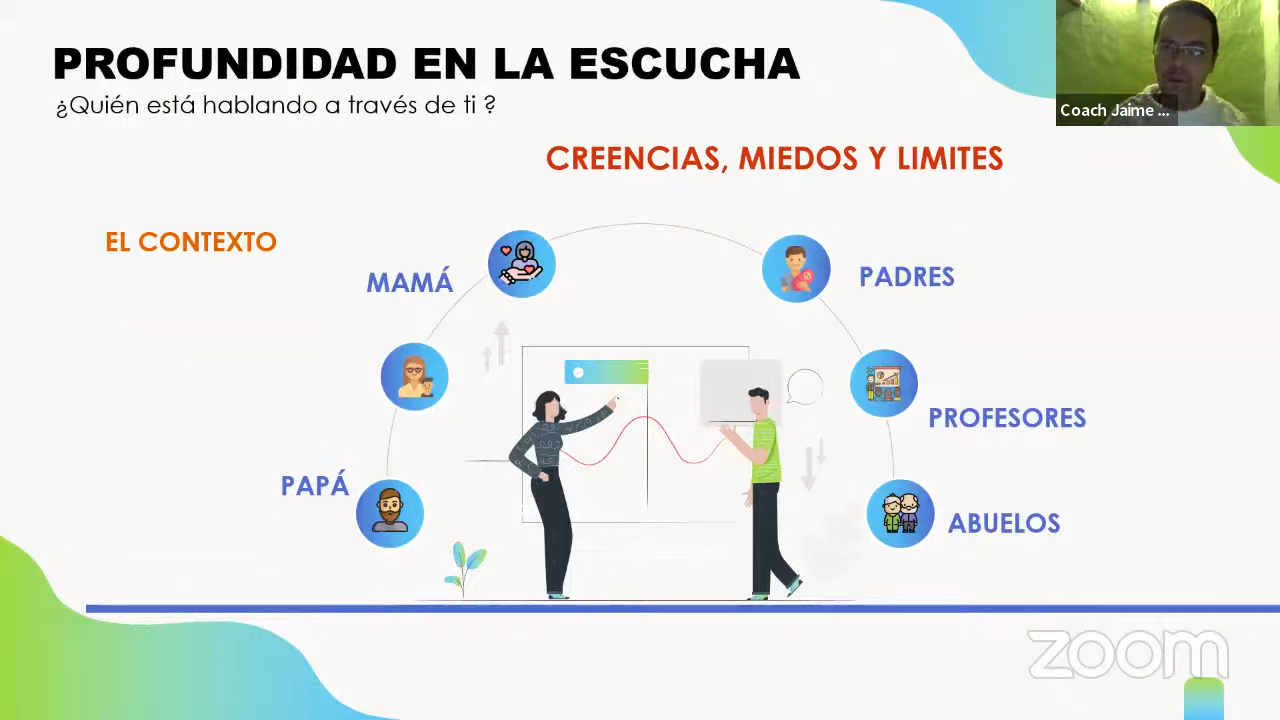 PROFUNDIDAD EN LA ESCUCHA
¿Quién está hablando a través de ti ?
Coach Jaime ...
CREENCIAS, MIEDOS Y LIMITES
EL CONTEXTO
MAMÁ
PADRES
PROFESORES
PAPÁ
ABUELOS
zoom